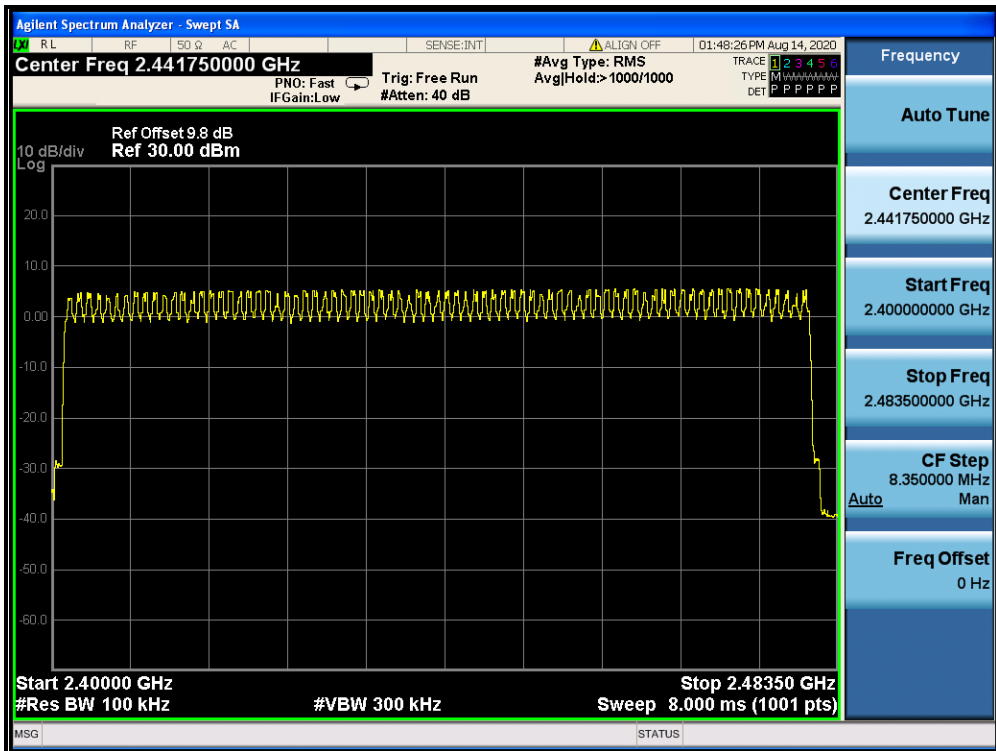 Agilent Spectrum Analyzer - Swept SA
LXI RL RF 50 Ω AC SENSE:INT ALIGN OFF 01:48:26 PM Aug 14, 2020
Center Freq 2.441750000 GHz
#Avg Type: RMS
TRACE 1 2 3 4 5 6
PNO: Fast Trig: Free Run Avg|Hold:>1000/1000
TYPE M WWWWW
IFGain:Low #Atten: 40 dB
DET P P P P P P
Ref Offset 9.8 dB
10 dB/div Ref 30.00 dBm
Log
20.0
10.0
0.00
-10.0
-20.0
-30.0
-40.0
-50.0
-60.0
Start 2.40000 GHz Stop 2.48350 GHz
#Res BW 100 kHz #VBW 300 kHz Sweep 8.000 ms (1001 pts)
MSG STATUS
Frequency
Auto Tune
Center Freq
2.441750000 GHz
Start Freq
2.400000000 GHz
Stop Freq
2.483500000 GHz
CF Step
8.350000 MHz
Auto Man
Freq Offset
0 Hz